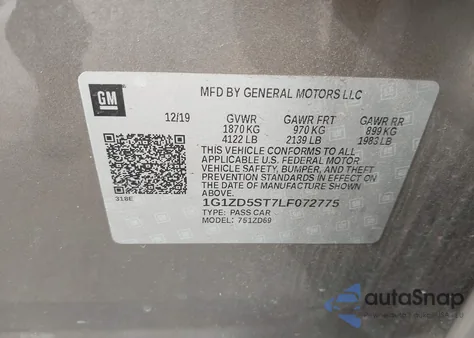 GM
MFD BY GENERAL MOTORS LLC
12/19 GVWR GAWR FRT GAWR RR
1870 KG 970 KG 899 KG
4122 LB 2139 LB 1983 LB
THIS VEHICLE CONFORMS TO ALL
APPLICABLE U.S. FEDERAL MOTOR
VEHICLE SAFETY, BUMPER, AND THEFT
PREVENTION STANDARDS IN EFFECT ON
THE DATE OF MANUFACTURE SHOWN
ABOVE.
318E
1G1ZD5ST7LF072775
TYPE: PASS CAR
MODEL: 7S1ZD69
autoSnap